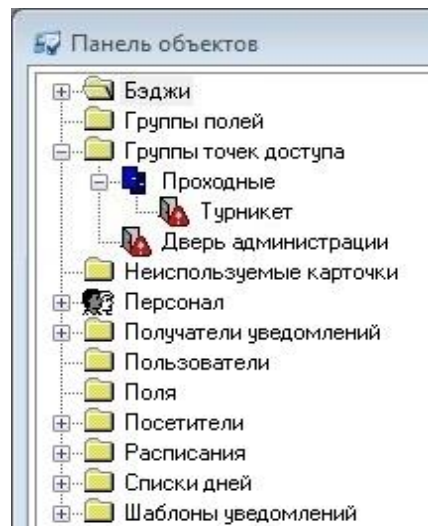 Панель объектов
Бэджи
Группы полей
Группы точек доступа
Проходные
Турникет
Дверь администрации
Неиспользуемые карточки
Персонал
Получатели уведомлений
Пользователи
Поля
Посетители
Расписания
Списки дней
Шаблоны уведомлений